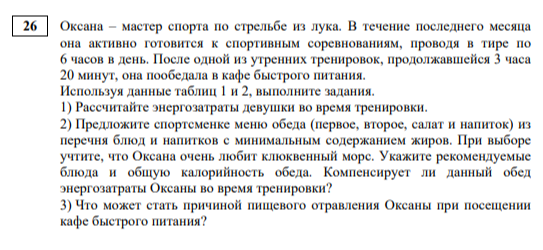 26
Оксана – мастер спорта по стрельбе из лука. В течение последнего месяца
она активно готовится к спортивным соревнованиям, проводя в тире по
6 часов в день. После одной из утренних тренировок, продолжавшейся 3 часа
20 минут, она пообедала в кафе быстрого питания.
Используя данные таблиц 1 и 2, выполните задания.
1) Рассчитайте энергозатраты девушки во время тренировки.
2) Предложите спортсменке меню обеда (первое, второе, салат и напиток) из
перечня блюд и напитков с минимальным содержанием жиров. При выборе
учтите, что Оксана очень любит клюквенный морс. Укажите рекомендуемые
блюда и общую калорийность обеда. Компенсирует ли данный обед
энергозатраты Оксаны во время тренировки?
3) Что может стать причиной пищевого отравления Оксаны при посещении
кафе быстрого питания?